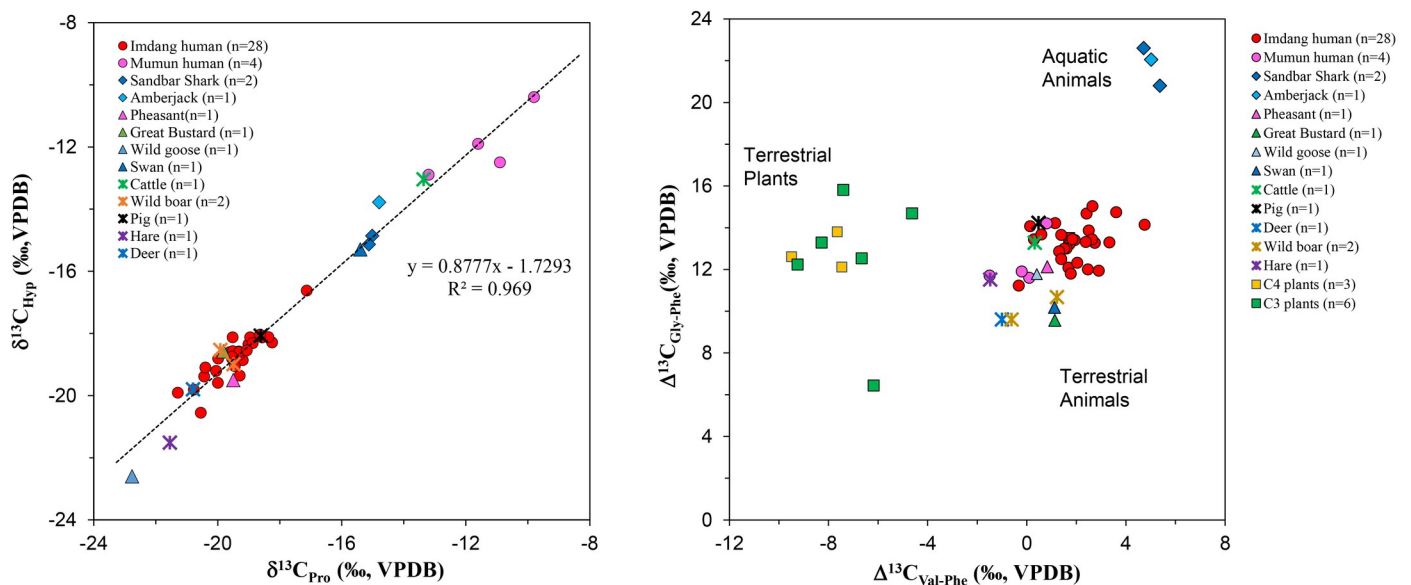 -8
-12
-16
-20
-24
-24
-20
-16
-12
-8
δ¹³C_Hyp (‰, VPDB)
δ¹³C_Pro (‰, VPDB)
Imdang human (n=28)
Mumun human (n=4)
Sandbar Shark (n=2)
Amberjack (n=1)
Pheasant(n=1)
Great Bustard (n=1)
Wild goose (n=1)
Swan (n=1)
Cattle (n=1)
Wild boar (n=2)
Pig (n=1)
Hare (n=1)
Deer (n=1)
y = 0.8777x - 1.7293
R² = 0.969
24
20
16
12
8
4
0
-12
-8
-4
0
4
8
Δ¹³C_Gly-Phe(‰, VPDB)
Δ¹³C_Val-Phe (‰, VPDB)
Aquatic
Animals
Terrestrial
Plants
Terrestrial
Animals
Imdang human (n=28)
Mumun human (n=4)
Sandbar Shark (n=2)
Amberjack (n=1)
Pheasant(n=1)
Great Bustard (n=1)
Wild goose (n=1)
Swan (n=1)
Cattle (n=1)
Pig (n=1)
Deer (n=1)
Wild boar (n=2)
Hare (n=1)
C4 plants (n=3)
C3 plants (n=6)